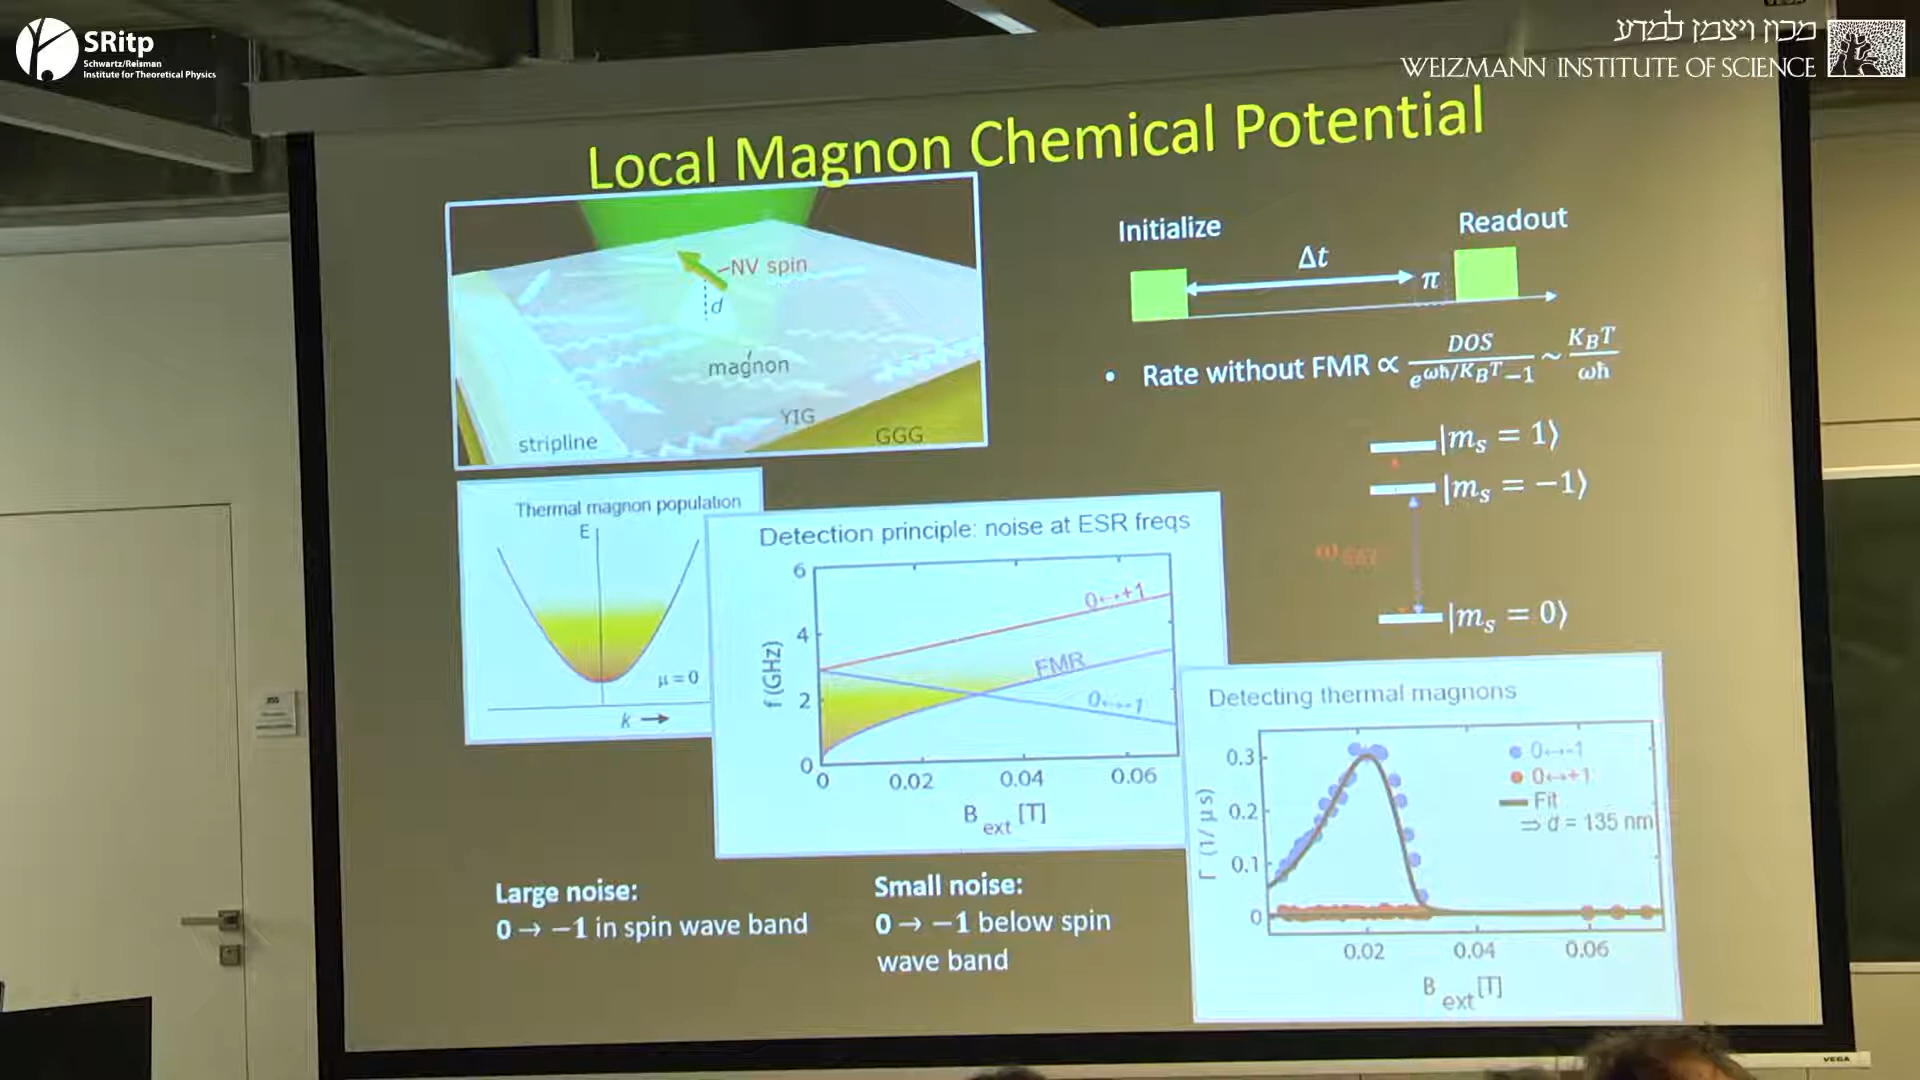 SRitp
Schwartz/Reisman
Institute for Theoretical Physics
מכון ויצמן למדע
WEIZMANN INSTITUTE OF SCIENCE
Local Magnon Chemical Potential
NV spin
d
magnon
YIG
GGG
stripline
Initialize
Readout
Δt
π
• Rate without FMR ∝ DOS / e^{ωħ/K_BT} −1 ~ K_BT / ωħ
|m_s = 1⟩
|m_s = −1⟩
|m_s = 0⟩
Thermal magnon population
E
μ = 0
k →
Detection principle: noise at ESR freqs
6
4
2
0
f (GHz)
0↔+1
FMR
0↔-1
0
0.02
0.04
0.06
B_ext [T]
Detecting thermal magnons
0.3
0.2
0.1
0
Γ (1/μs)
0↔-1
0↔+1
Fit
⇒ d = 135 nm
0.02
0.04
0.06
B_ext [T]
Large noise:
0 → −1 in spin wave band
Small noise:
0 → −1 below spin
wave band
VEGA